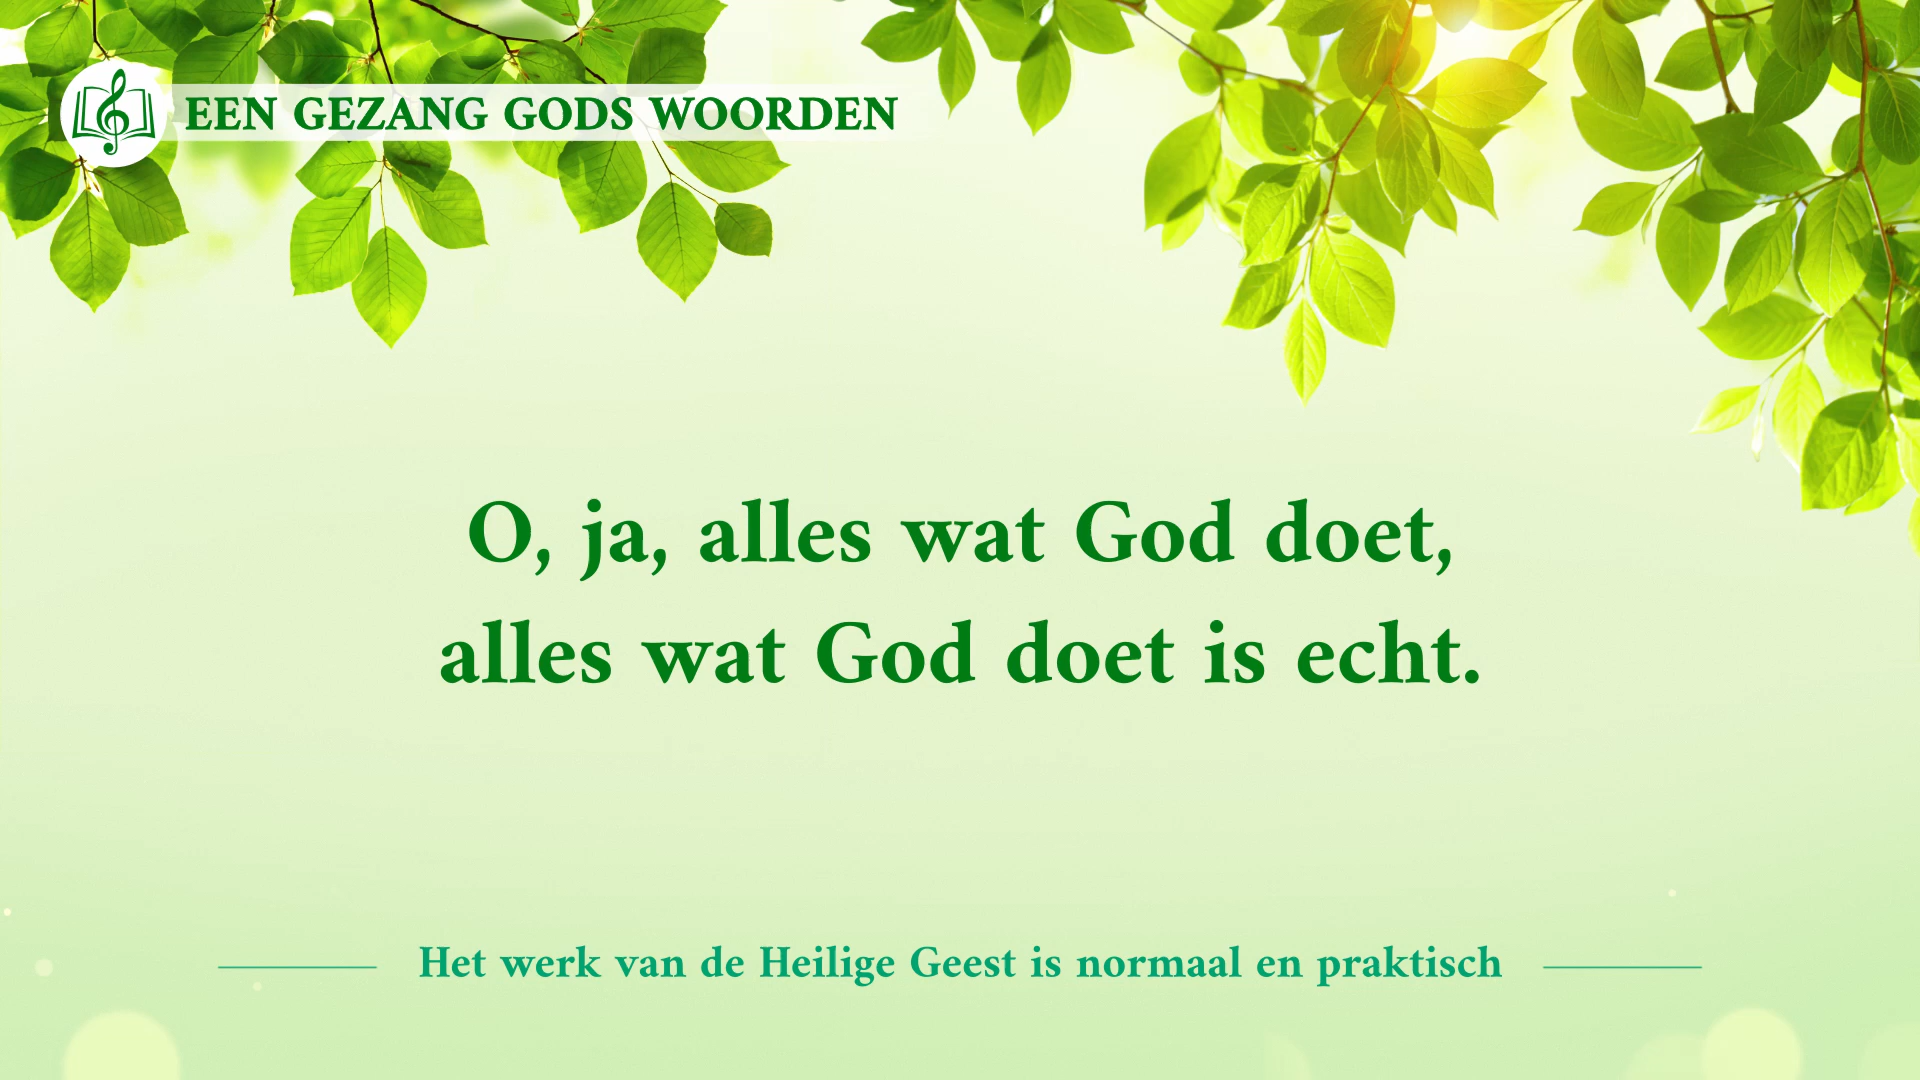 EEN GEZANG GODS WOORDEN
O, ja, alles wat God doet,
alles wat God doet is echt.
Het werk van de Heilige Geest is normaal en praktisch